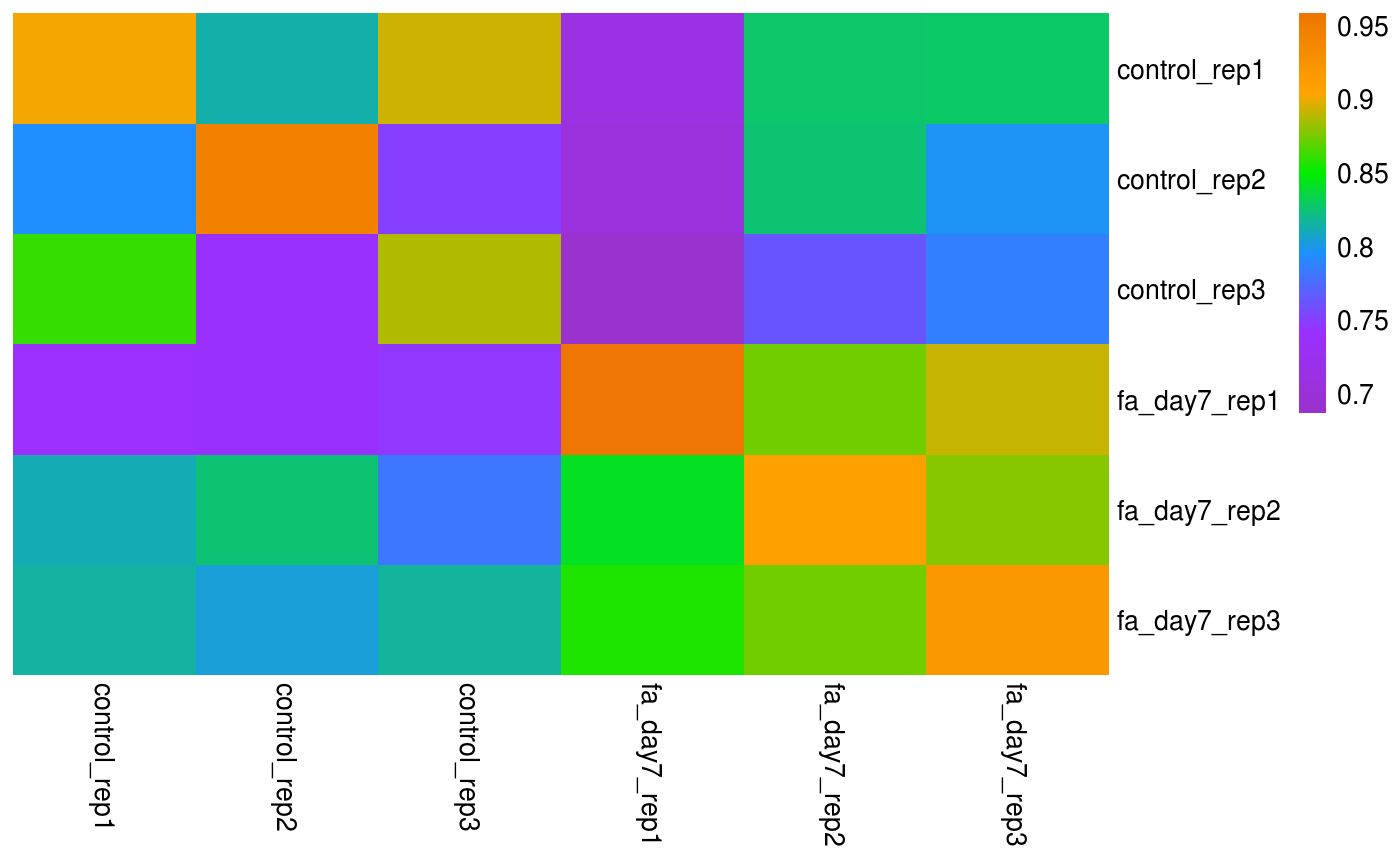 control_rep1
control_rep2
control_rep3
fa_day7_rep1
fa_day7_rep2
fa_day7_rep3
0.95
0.9
0.85
0.8
0.75
0.7
control_rep1
control_rep2
control_rep3
fa_day7_rep1
fa_day7_rep2
fa_day7_rep3